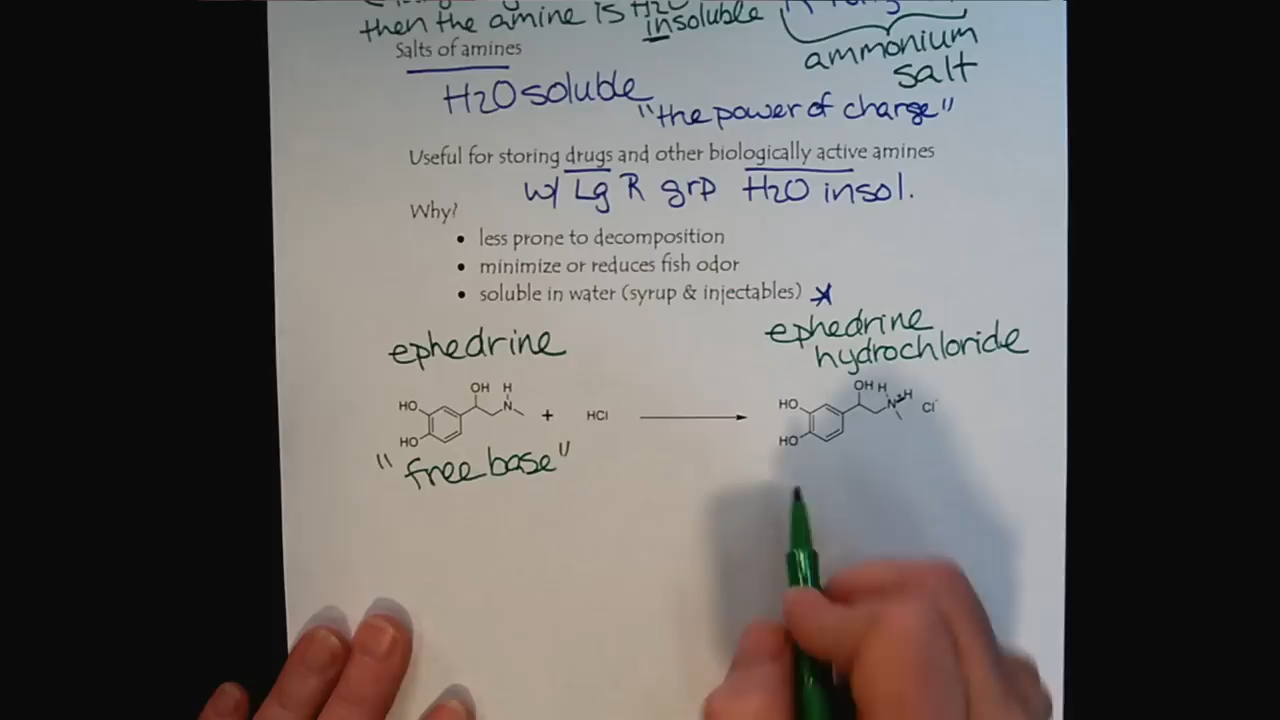 then the amine is H2O insoluble
ammonium
salt
Salts of amines
H2O soluble
"the power of charge"
Useful for storing drugs and other biologically active amines
w/ Lg R grp H2O insol.
Why?
• less prone to decomposition
• minimize or reduces fish odor
• soluble in water (syrup & injectables)
ephedrine
ephedrine
hydrochloride
OH H
HO
N
HO
+ HCl
OH H
HO
N H
Cl-
HO
"free base"